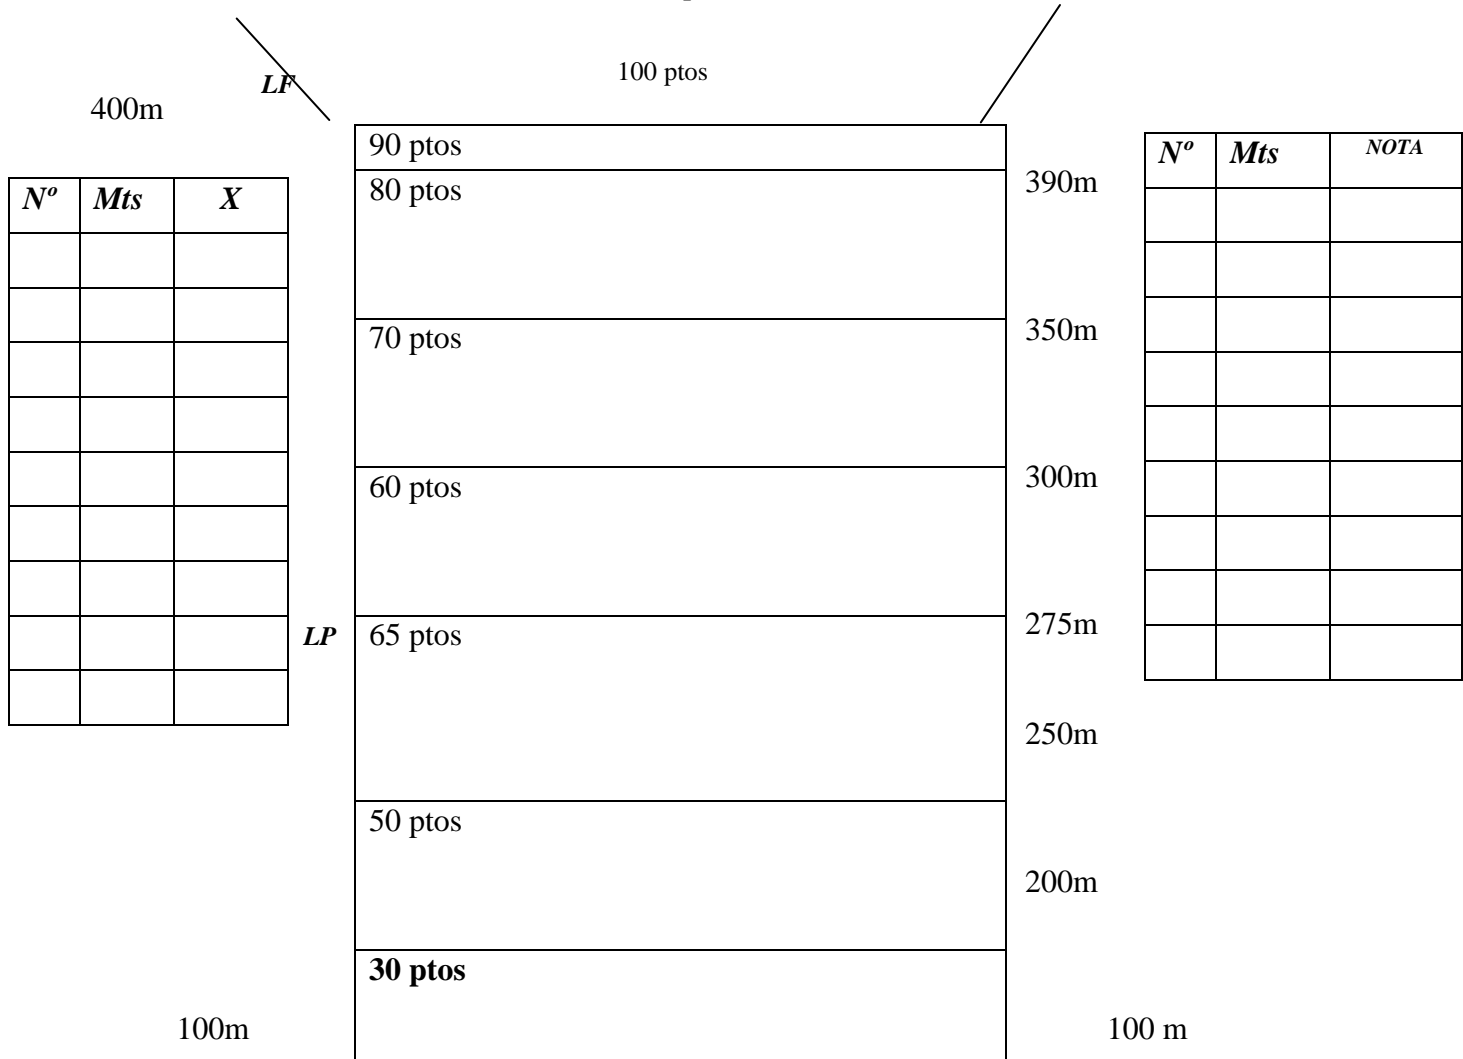 100 ptos
LF
400m
90 ptos
Nº Mts NOTA
390m
80 ptos
Nº Mts X
350m
70 ptos
300m
60 ptos
275m
LP
65 ptos
250m
50 ptos
200m
30 ptos
100m
100 m